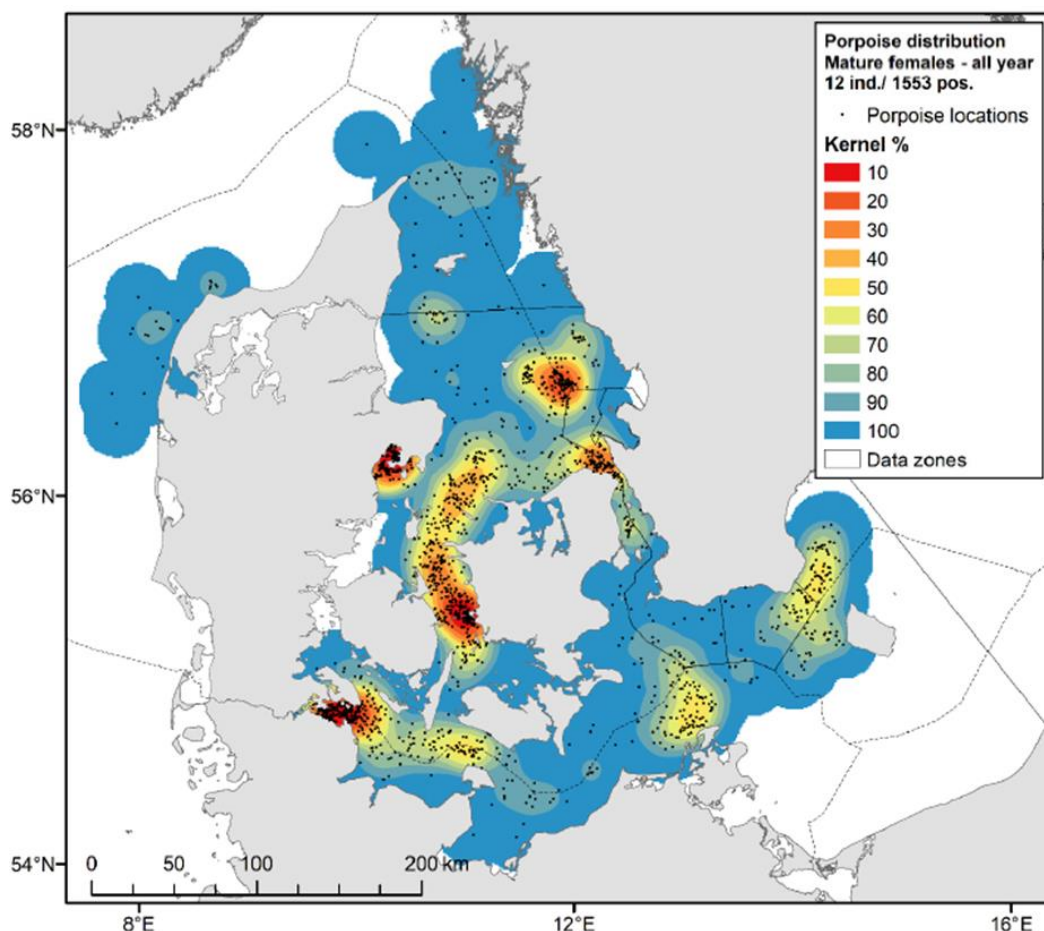 Porpoise distribution
Mature females - all year
12 ind./ 1553 pos.
Porpoise locations
Kernel %
10
20
30
40
50
60
70
80
90
100
Data zones
58°N
56°N
54°N
0 50 100 200 km
8°E 12°E 16°E